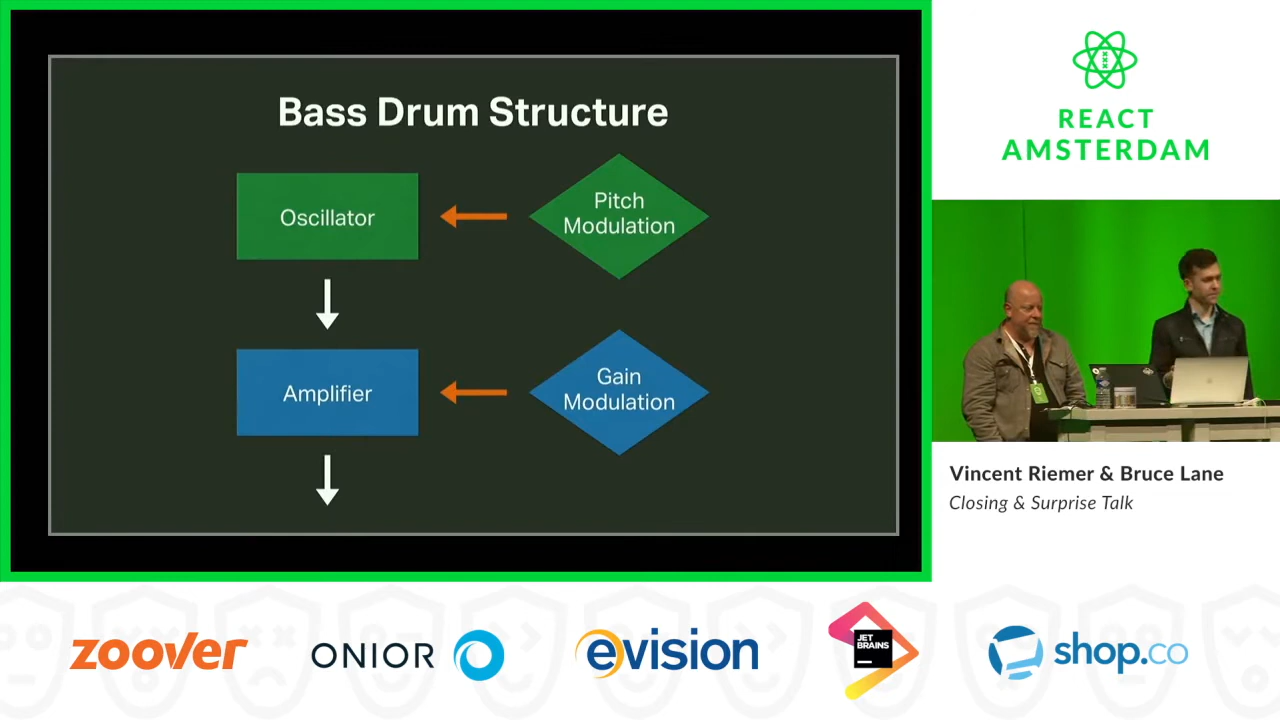 Bass Drum Structure
Oscillator
Pitch
Modulation
Amplifier
Gain
Modulation
REACT
AMSTERDAM
Vincent Riemer & Bruce Lane
Closing & Surprise Talk
zoover
ONIOR
evision
JET
BRAINS
shop.co